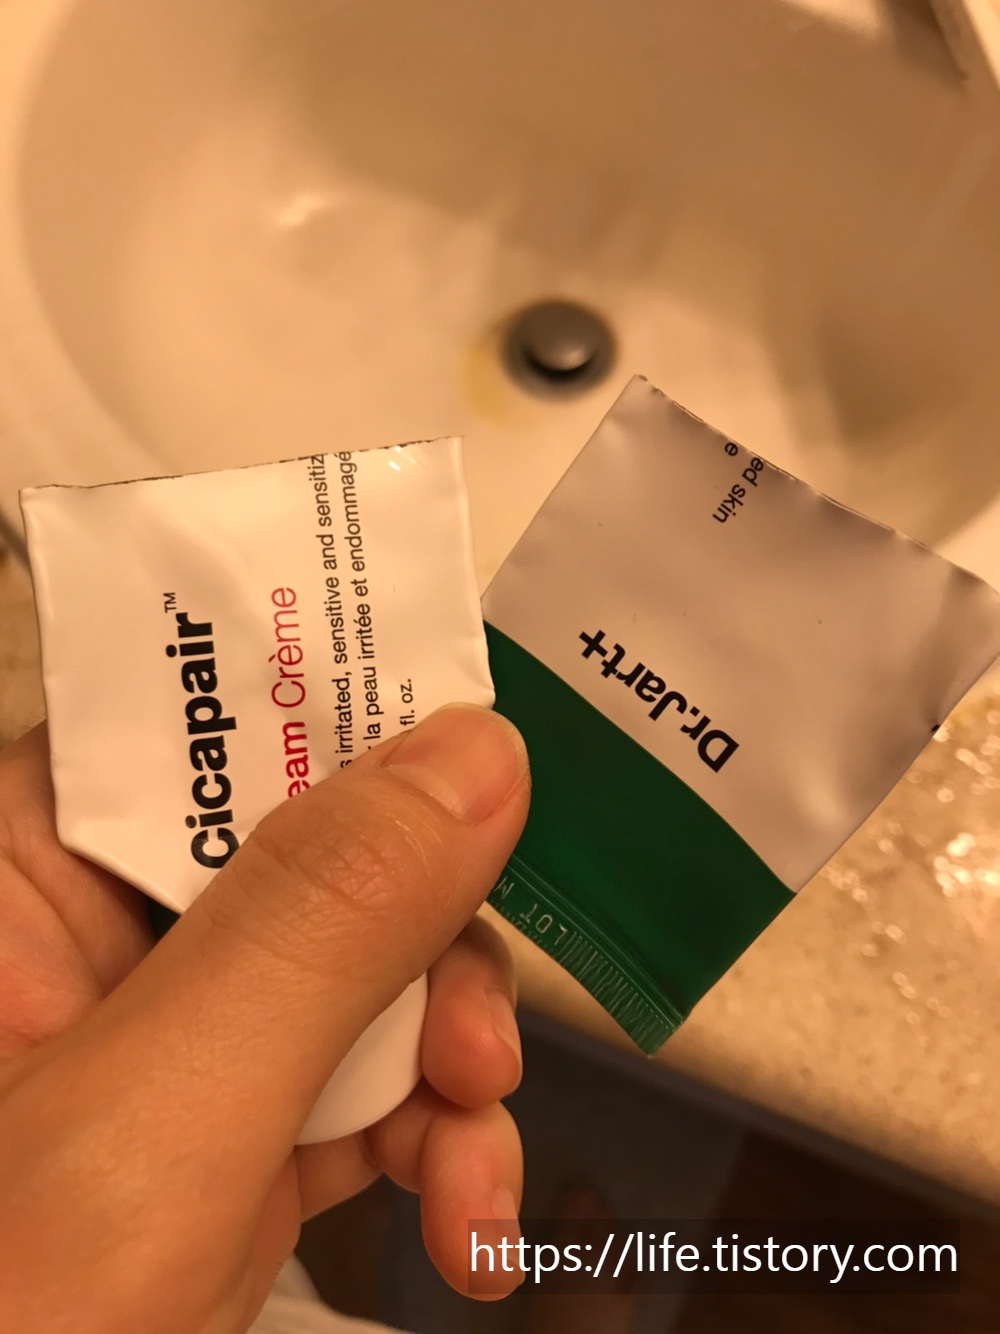 Cicapair™
eam Crème
s irritated, sensitive and sensitiz
la peau irritée et endommagé
fl. oz.
ed skin
e
Dr.Jart+
LOT M
https://life.tistory.com